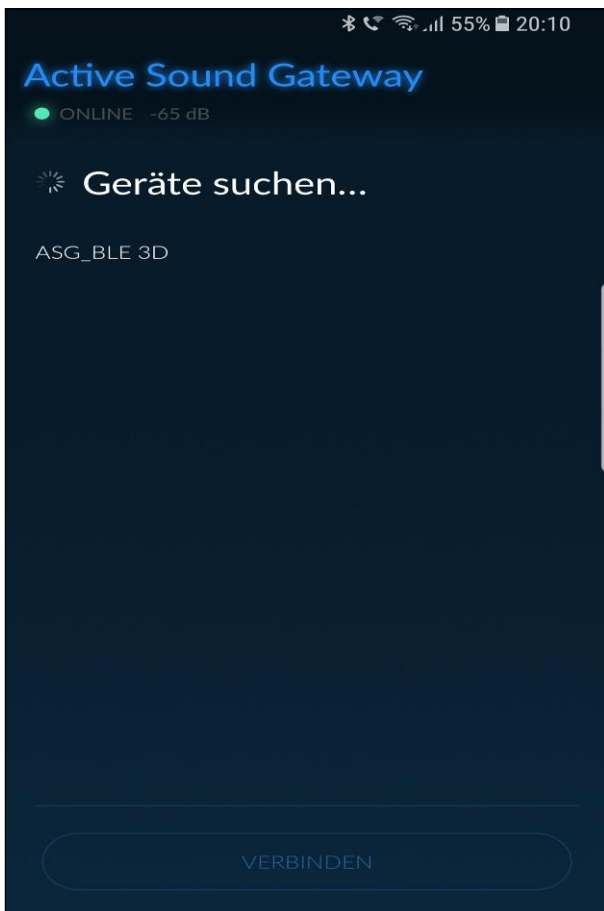 55% 20:10
Active Sound Gateway
ONLINE -65 dB
Geräte suchen...
ASG_BLE 3D
VERBINDEN